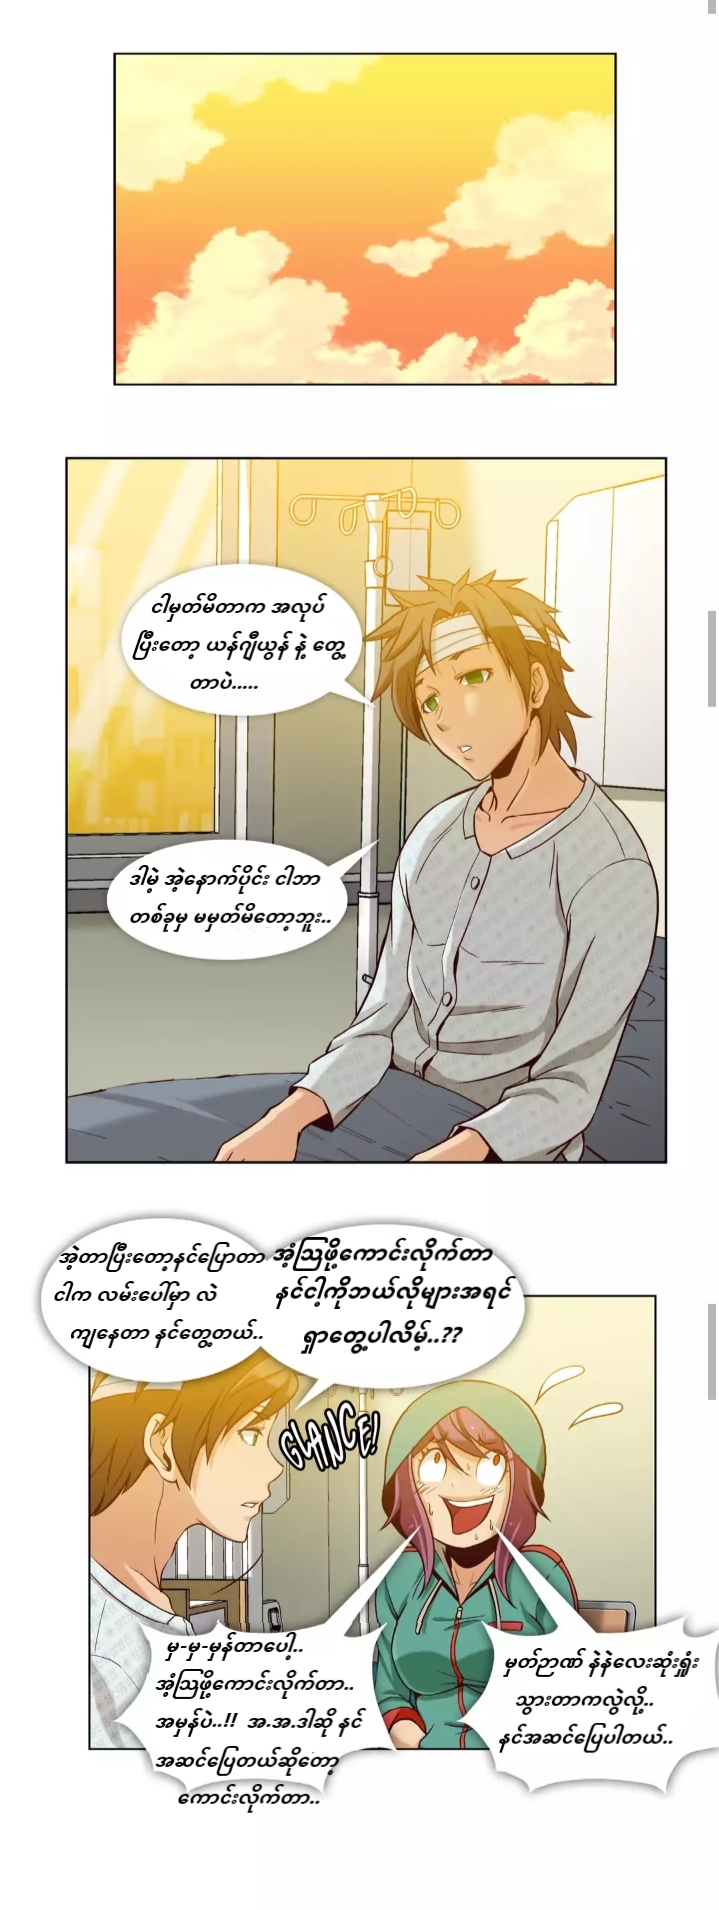 ငါမှတ်မိတာက အလုပ်
ပြီးတော့ ယန်ဂျီယွန် နဲ့ တွေ့
တာပဲ.....
ဒါမဲ့ အဲ့နောက်ပိုင်း ငါဘာ
တစ်ခုမှ မမှတ်မိတော့ဘူး..
အဲ့တာပြီးတော့နင်ပြောတာ
ငါက လမ်းပေါ်မှာ လဲ
ကျနေတာ နင်တွေ့တယ်..
အံ့ဩဖို့ကောင်းလိုက်တာ
နင်ငါ့ကိုဘယ်လိုများအရင်
ရှာတွေ့ပါလိမ့်..??
GLANCE!
မှ-မှ-မှန်တာပေါ့..
အံ့ဩဖို့ကောင်းလိုက်တာ..
အမှန်ပဲ..!! အ.အ.ဒါဆို နင်
အဆင်ပြေတယ်ဆိုတော့
ကောင်းလိုက်တာ..
မှတ်ဉာဏ် နဲနဲလေးဆုံးရှုံး
သွားတာကလွဲလို့..
နင်အဆင်ပြေပါတယ်..